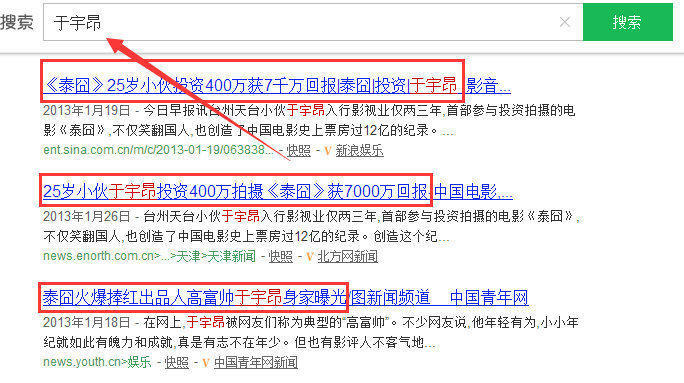 搜索 于宇昂 × 搜索
《泰囧》25岁小伙投资400万获7千万回报|泰囧|投资|于宇昂_影音...
2013年1月19日 - 今日早报讯台州天台小伙于宇昂入行影视业仅两三年,首部参与投资拍摄的电
影《泰囧》,不仅笑翻国人,也创造了中国电影史上票房过12亿的纪录。...
ent.sina.com.cn/m/c/2013-01-19/063838... - 快照 - V 新浪娱乐
25岁小伙于宇昂投资400万拍摄《泰囧》获7000万回报-中国电影,...
2013年1月26日 - 台州天台小伙于宇昂入行影视业仅两三年,首部参与投资拍摄的电影《泰囧》,
不仅笑翻国人,也创造了中国电影史上票房过12亿的纪录。创造这个纪...
news.enorth.com.cn>...>天津>天津新闻 - 快照 - V 北方网新闻
泰囧火爆捧红出品人高富帅于宇昂身家曝光/图新闻频道 中国青年网
2013年1月18日 - 在网上,于宇昂被网友们称为典型的“高富帅”。不少网友说,他年轻有为,小小年
纪就如此有魄力和成就,真是有志不在年少。但也有影评人不客气地...
news.youth.cn>娱乐 - 快照 - V 中国青年网新闻